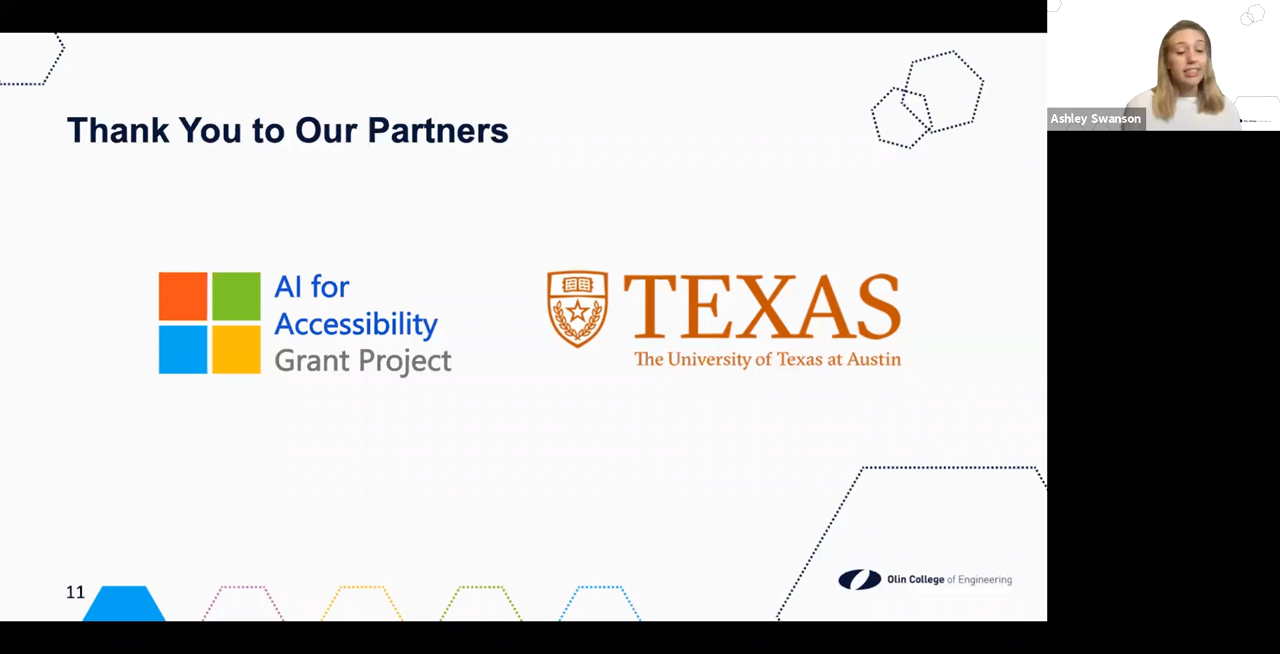 Thank You to Our Partners
AI for
Accessibility
Grant Project
TEXAS
The University of Texas at Austin
11
Olin College of Engineering
Ashley Swanson